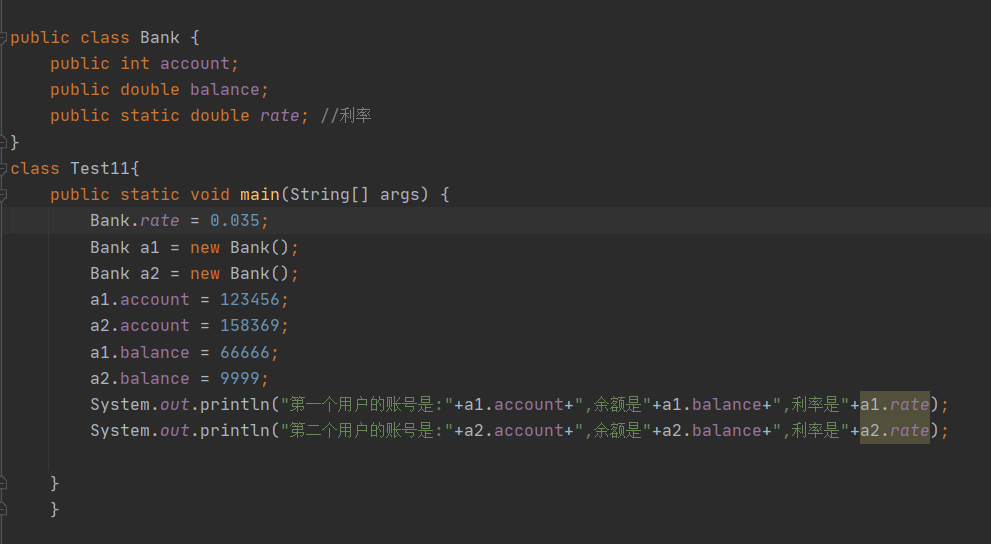 public class Bank {
    public int account;
    public double balance;
    public static double rate; //利率
}
class Test11{
    public static void main(String[] args) {
        Bank.rate = 0.035;
        Bank a1 = new Bank();
        Bank a2 = new Bank();
        a1.account = 123456;
        a2.account = 158369;
        a1.balance = 66666;
        a2.balance = 9999;
        System.out.println("第一个用户的账号是:"+a1.account+",余额是"+a1.balance+",利率是"+a1.rate);
        System.out.println("第二个用户的账号是:"+a2.account+",余额是"+a2.balance+",利率是"+a2.rate);
    }
    }